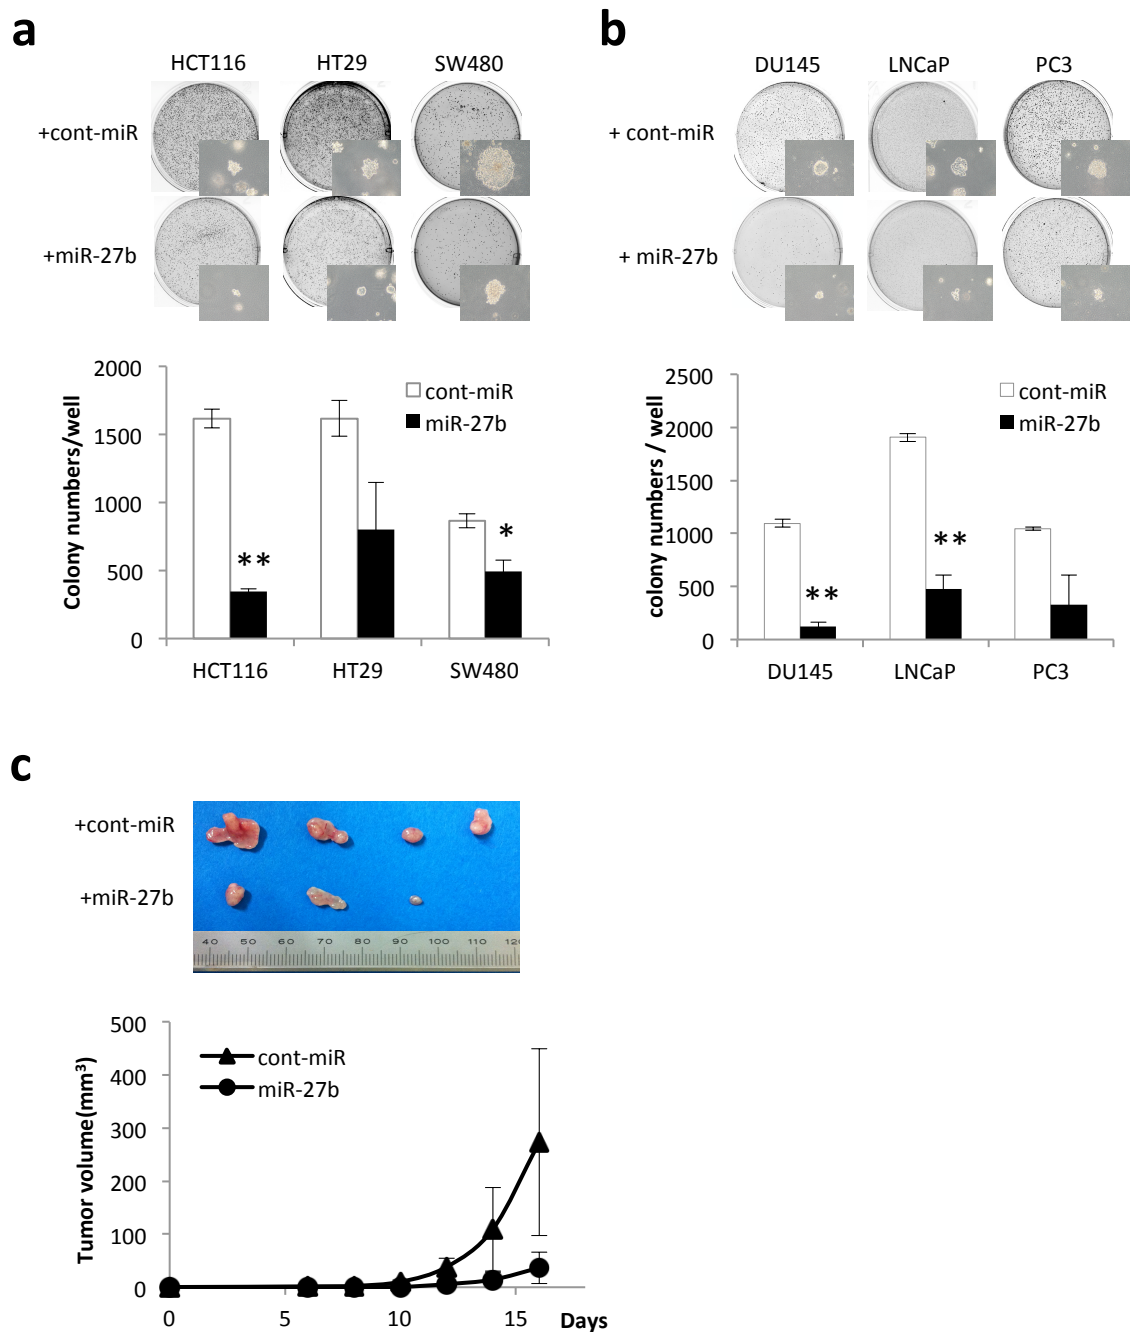 a
HCT116 HT29 SW480
+cont-miR
+miR-27b
2000
1500
1000
500
0
Colony numbers/well
cont-miR
miR-27b
**
*
HCT116 HT29 SW480
b
DU145 LNCaP PC3
+ cont-miR
+ miR-27b
2500
2000
1500
1000
500
0
colony numbers / well
cont-miR
miR-27b
**
**
DU145 LNCaP PC3
c
+cont-miR
+miR-27b
40 50 60 70 80 90 100 110 12
500
400
300
200
100
0
Tumor volume(mm³)
cont-miR
miR-27b
0 5 10 15 Days